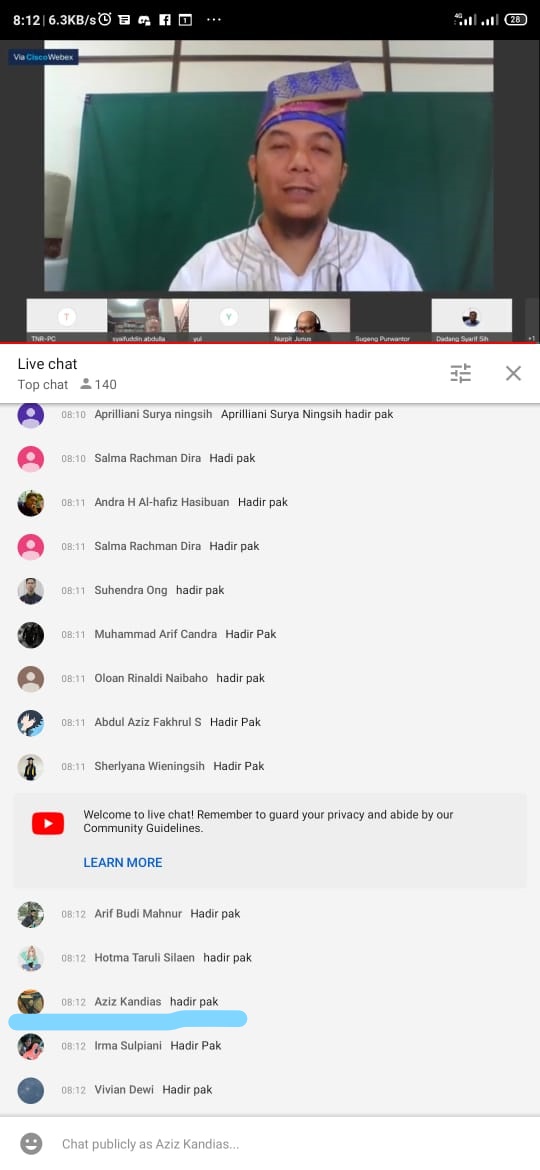 8:12 | 6.3KB/s ...
4G 28
Via Cisco Webex
T
Y
TNR-PC syaifuddin.abdulla yul Nurpit Junus Sugeng Purwantor Dadang Syarif Sih +1
Live chat
Top chat 140
08:10 Aprilliani Surya ningsih Aprilliani Surya Ningsih hadir pak
08:10 Salma Rachman Dira Hadi pak
08:11 Andra H Al-hafiz Hasibuan Hadir pak
08:11 Salma Rachman Dira Hadir pak
08:11 Suhendra Ong hadir pak
08:11 Muhammad Arif Candra Hadir Pak
08:11 Oloan Rinaldi Naibaho hadir pak
08:11 Abdul Aziz Fakhrul S Hadir Pak
08:11 Sherlyana Wieningsih Hadir Pak
Welcome to live chat! Remember to guard your privacy and abide by our
Community Guidelines.
LEARN MORE
08:12 Arif Budi Mahnur Hadir pak
08:12 Hotma Taruli Silaen hadir pak
08:12 Aziz Kandias hadir pak
08:12 Irma Sulpiani Hadir Pak
08:12 Vivian Dewi Hadir pak
Chat publicly as Aziz Kandias...